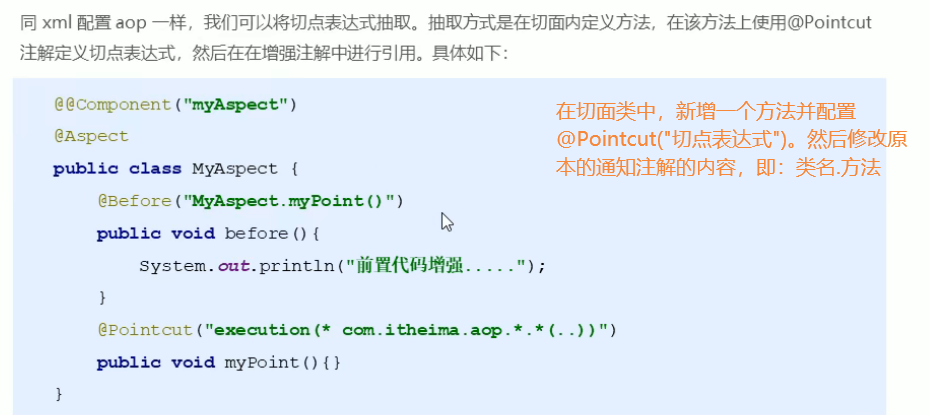 同 xml 配置 aop 一样，我们可以将切点表达式抽取。抽取方式是在切面内定义方法，在该方法上使用@Pointcut
注解定义切点表达式，然后在在增强注解中进行引用。具体如下：
@@Component("myAspect")
@Aspect
public class MyAspect {
@Before("MyAspect.myPoint()")
public void before(){
System.out.println("前置代码增强.....");
}
@Pointcut("execution(* com.itheima.aop.*.*(..))")
public void myPoint(){}
}
在切面类中，新增一个方法并配置
@Pointcut("切点表达式")。然后修改原
本的通知注解的内容，即：类名.方法